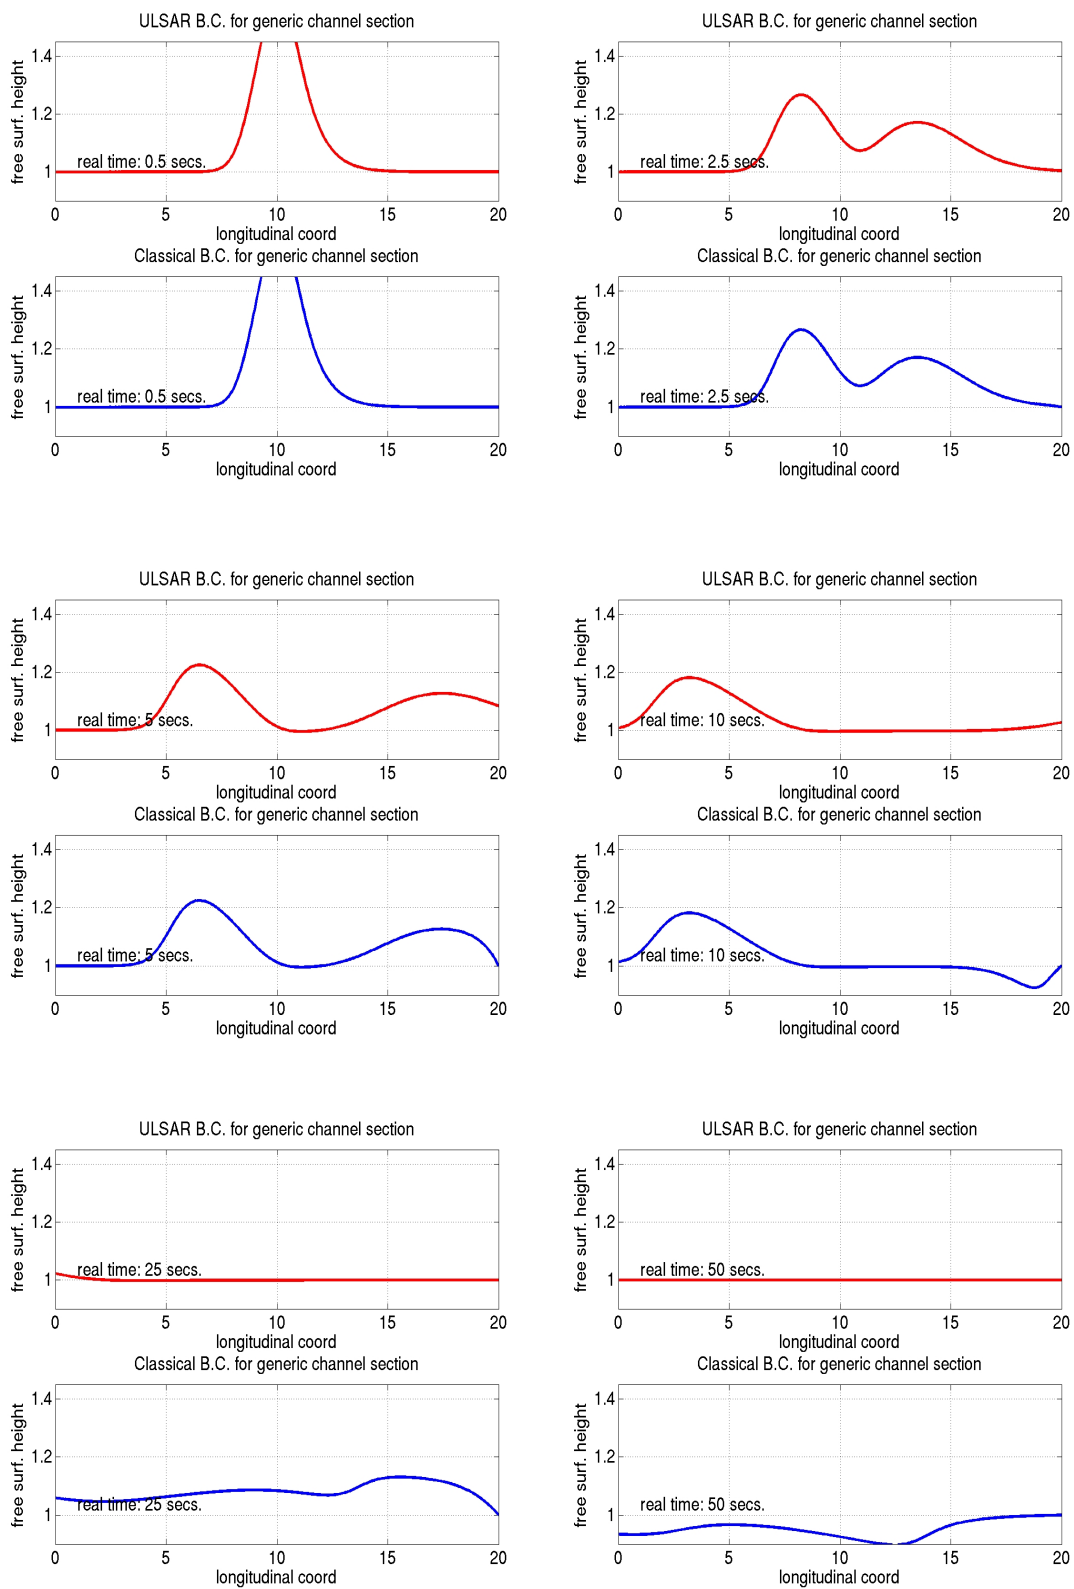 ULSAR B.C. for generic channel section
free surf. height
1.4
1.2
1
real time: 0.5 secs.
0 5 10 15 20
longitudinal coord
Classical B.C. for generic channel section
free surf. height
1.4
1.2
1
real time: 0.5 secs.
0 5 10 15 20
longitudinal coord
ULSAR B.C. for generic channel section
free surf. height
1.4
1.2
1
real time: 2.5 secs.
0 5 10 15 20
longitudinal coord
Classical B.C. for generic channel section
free surf. height
1.4
1.2
1
real time: 2.5 secs.
0 5 10 15 20
longitudinal coord
ULSAR B.C. for generic channel section
free surf. height
1.4
1.2
1
real time: 5 secs.
0 5 10 15 20
longitudinal coord
Classical B.C. for generic channel section
free surf. height
1.4
1.2
1
real time: 5 secs.
0 5 10 15 20
longitudinal coord
ULSAR B.C. for generic channel section
free surf. height
1.4
1.2
1
real time: 10 secs.
0 5 10 15 20
longitudinal coord
Classical B.C. for generic channel section
free surf. height
1.4
1.2
1
real time: 10 secs.
0 5 10 15 20
longitudinal coord
ULSAR B.C. for generic channel section
free surf. height
1.4
1.2
1
real time: 25 secs.
0 5 10 15 20
longitudinal coord
Classical B.C. for generic channel section
free surf. height
1.4
1.2
1
real time: 25 secs.
0 5 10 15 20
longitudinal coord
ULSAR B.C. for generic channel section
free surf. height
1.4
1.2
1
real time: 50 secs.
0 5 10 15 20
longitudinal coord
Classical B.C. for generic channel section
free surf. height
1.4
1.2
1
real time: 50 secs.
0 5 10 15 20
longitudinal coord